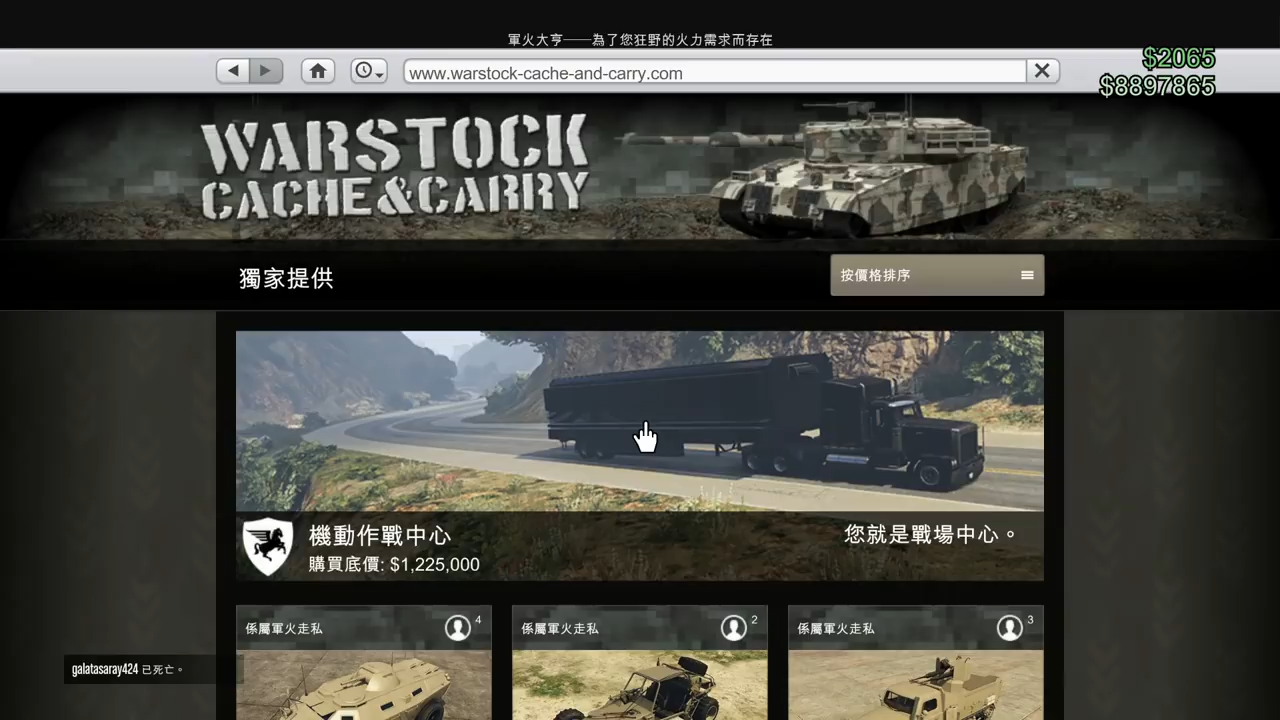 軍火大亨——為了您狂野的火力需求而存在
$2065
www.warstock-cache-and-carry.com
$8897865
WARSTOCK
CACHE&CARRY
獨家提供
按價格排序
機動作戰中心
您就是戰場中心。
購買底價: $1,225,000
係屬軍火走私
4
係屬軍火走私
2
係屬軍火走私
3
galatasaray424 已死亡。